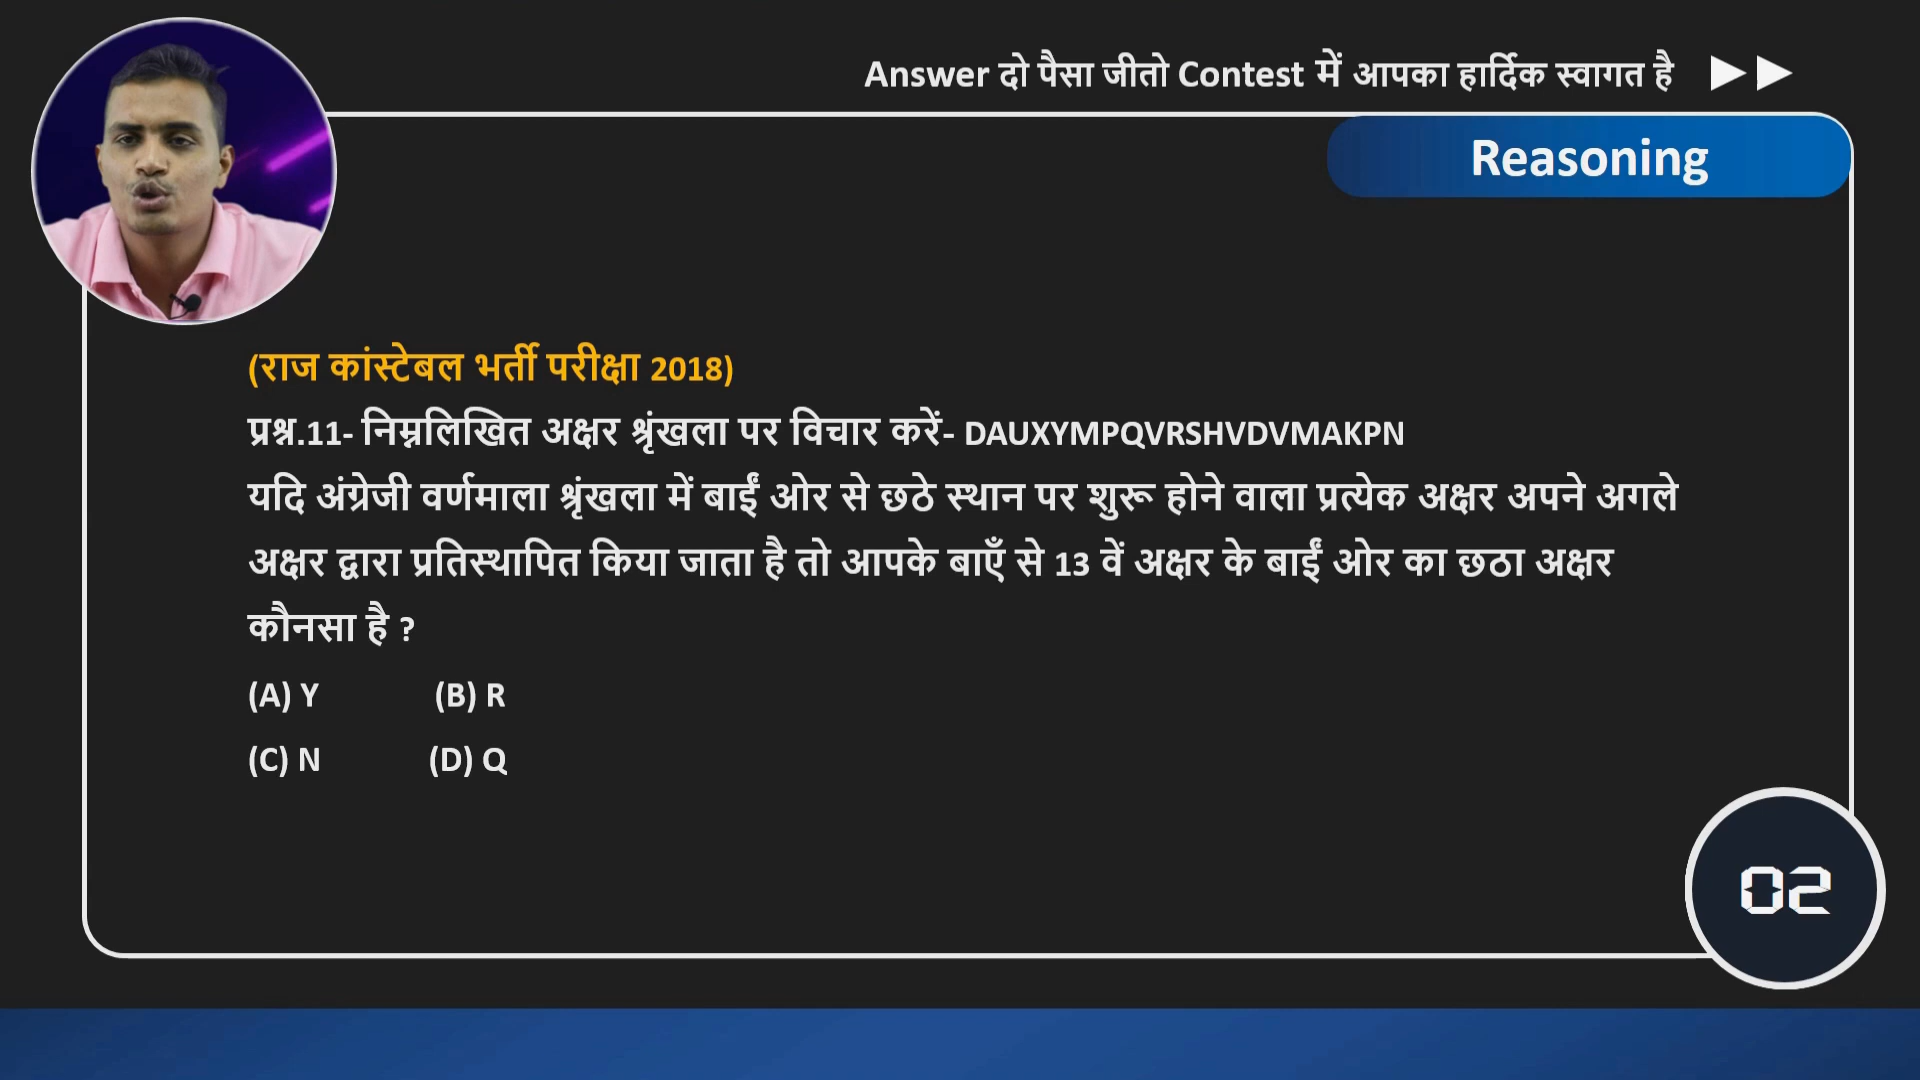 Answer दो पैसा जीतो Contest में आपका हार्दिक स्वागत है
Reasoning
(राज कांस्टेबल भर्ती परीक्षा 2018)
प्रश्न.11- निम्नलिखित अक्षर श्रृंखला पर विचार करें- DAUXYMPQVRSHVDVMAKPN
यदि अंग्रेजी वर्णमाला श्रृंखला में बाईं ओर से छठे स्थान पर शुरू होने वाला प्रत्येक अक्षर अपने अगले
अक्षर द्वारा प्रतिस्थापित किया जाता है तो आपके बाएँ से 13 वें अक्षर के बाईं ओर का छठा अक्षर
कौनसा है ?
(A) Y (B) R
(C) N (D) Q
02